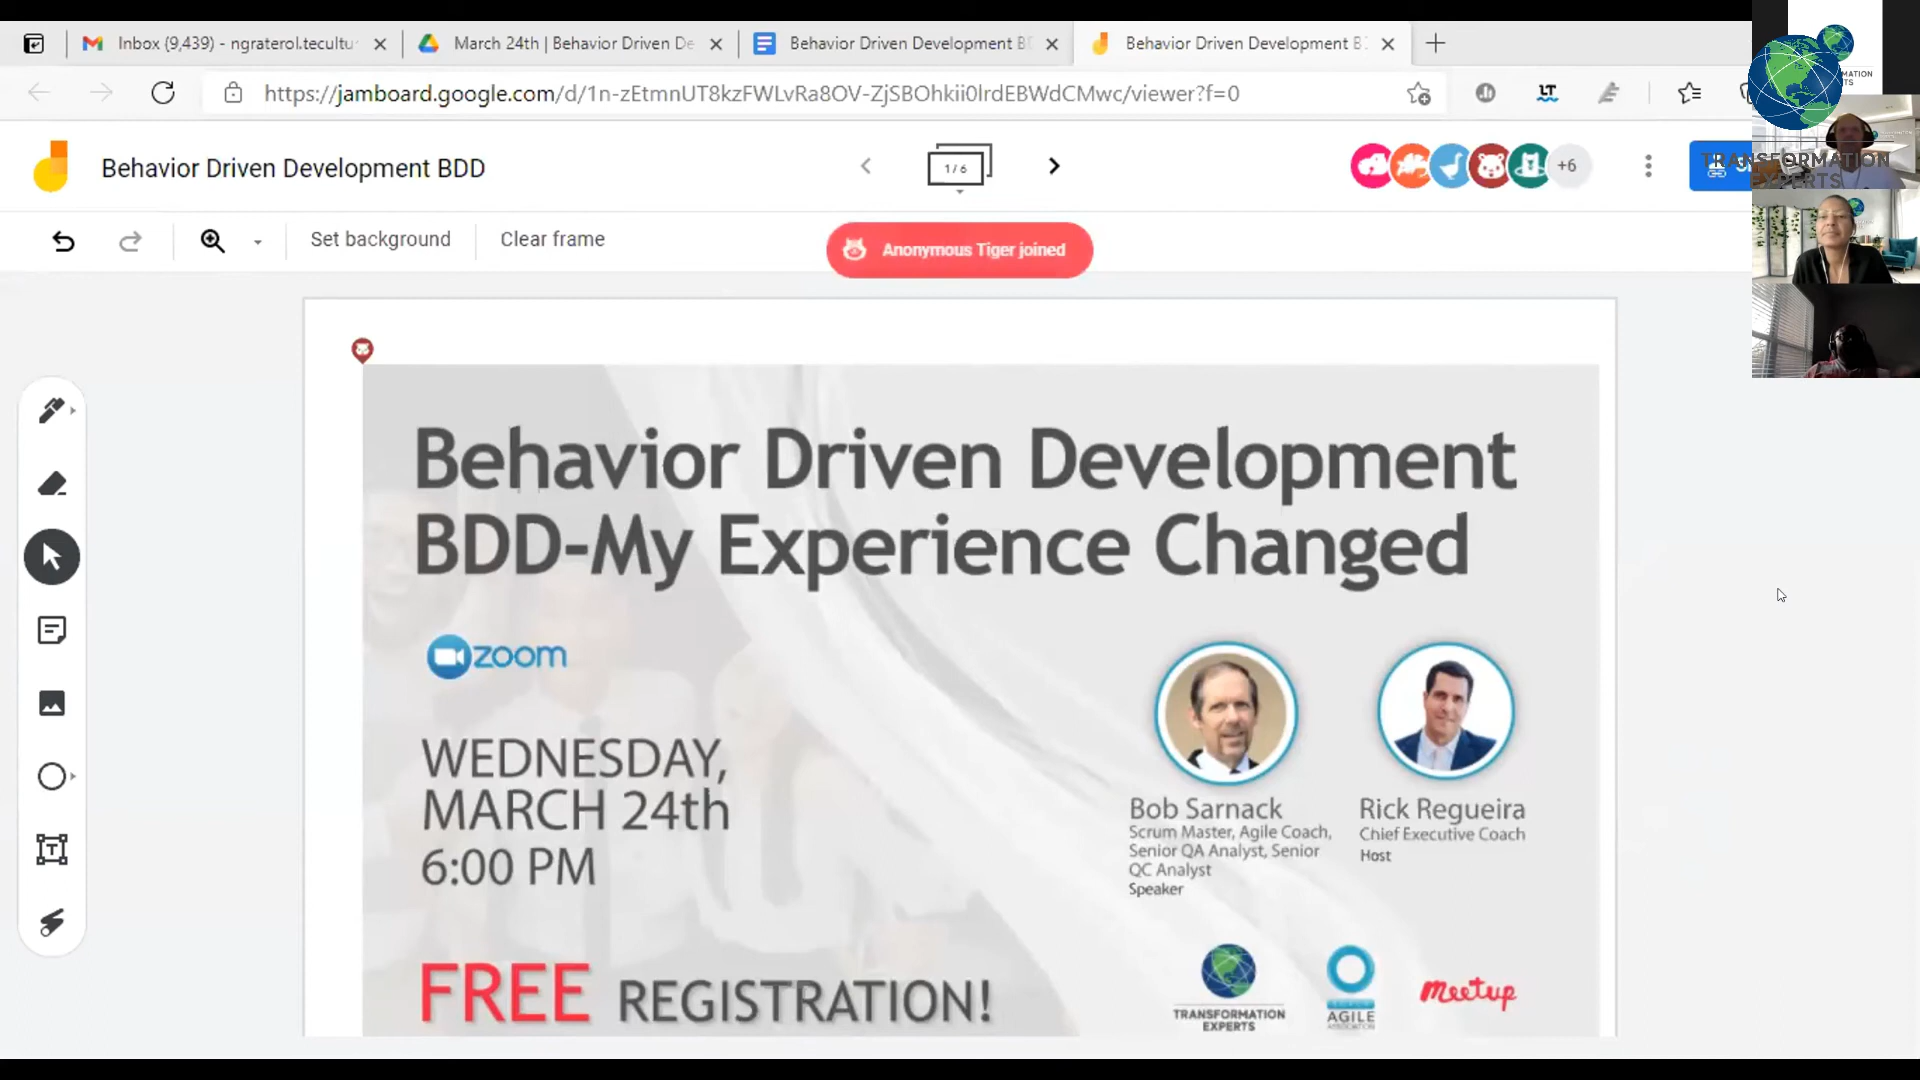 Inbox (9,439) - ngraterol.tecultu
March 24th | Behavior Driven De
Behavior Driven Development B
Behavior Driven Development B
https://jamboard.google.com/d/1n-zEtmnUT8kzFWLvRa8OV-ZjSBOhkii0IrdEBWdCMwc/viewer?f=0
LT
Behavior Driven Development BDD
1 / 6
+6
TRANSFORMATION
EXPERTS
Set background
Clear frame
Anonymous Tiger joined
Behavior Driven Development
BDD-My Experience Changed
zoom
WEDNESDAY,
MARCH 24th
6:00 PM
Bob Sarnack
Scrum Master, Agile Coach,
Senior QA Analyst, Senior
QC Analyst
Speaker
Rick Regueira
Chief Executive Coach
Host
FREE REGISTRATION!
TRANSFORMATION
EXPERTS
AGILE
meetup